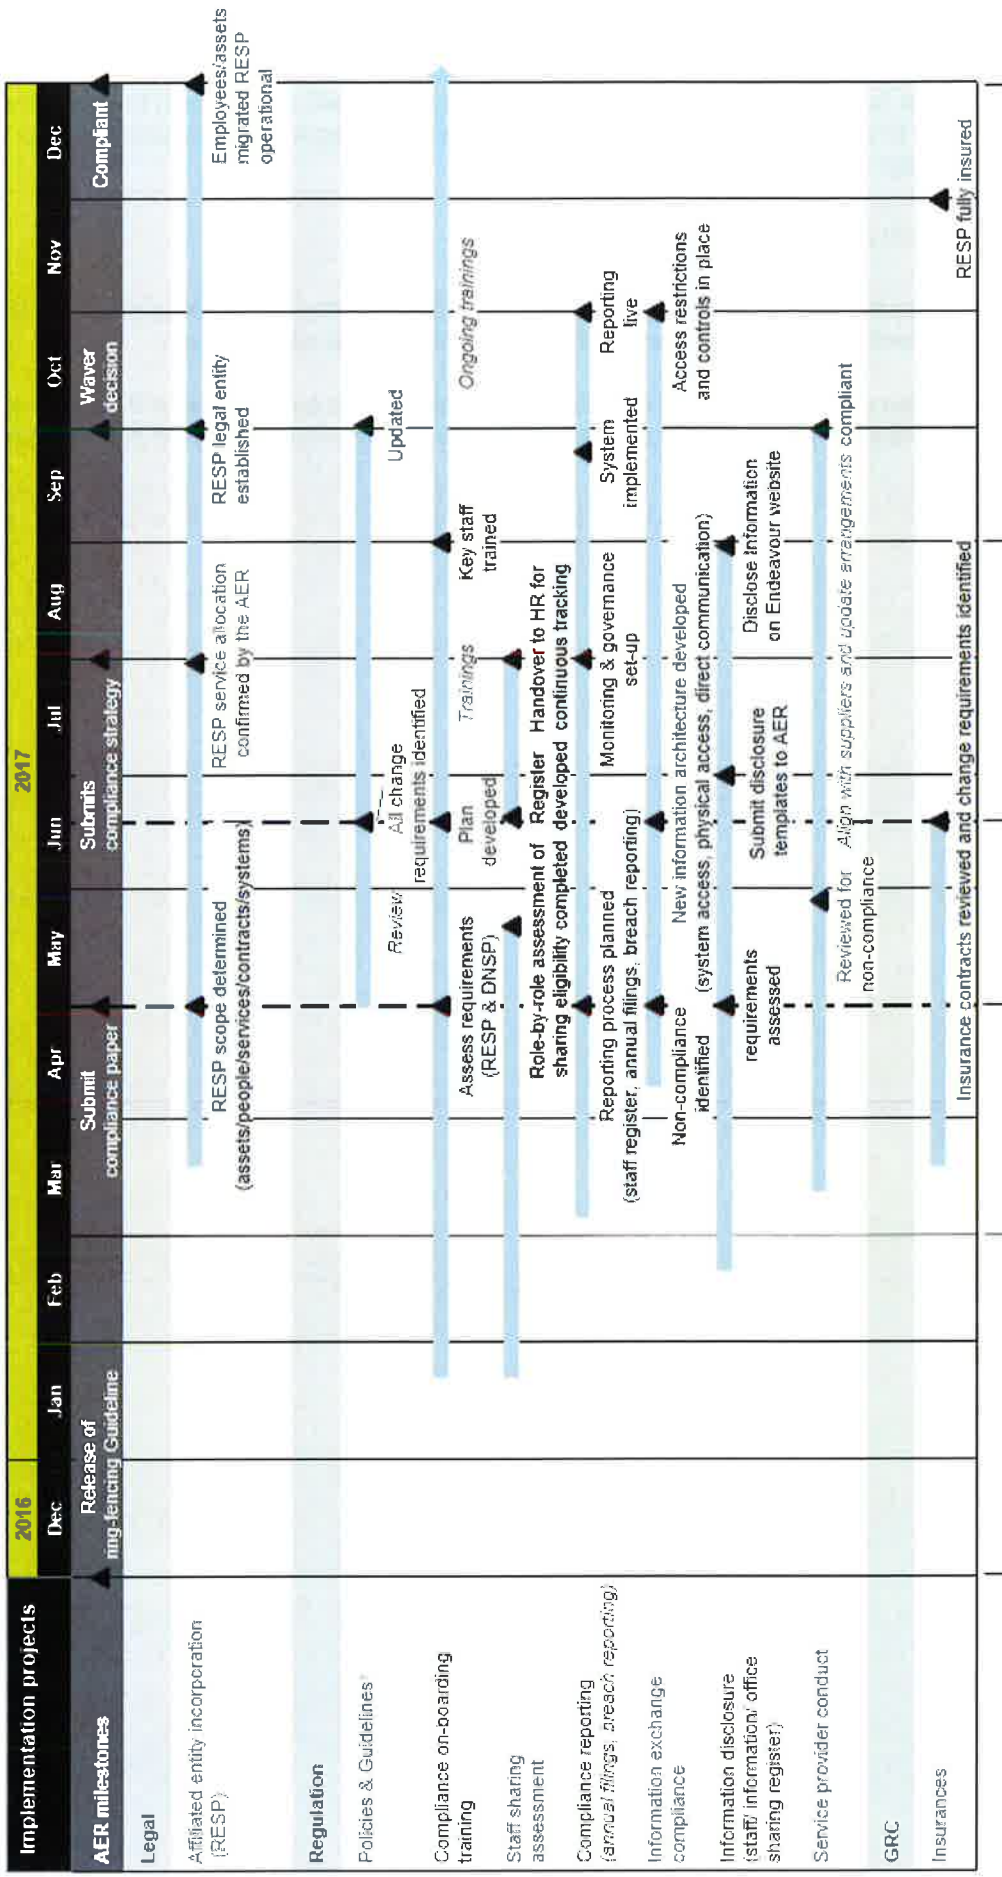 Implementation projects
2016
2017
Dec
Jan
Feb
Mar
Apr
May
Jun
Jul
Aug
Sep
Oct
Nov
Dec
AER milestones
Release of
ring-fencing Guideline
Submit
compliance paper
Submits
compliance strategy
Waver
decision
Compliant
Legal
Affiliated entity incorporation
(RESP)
RESP scope determined
(assets/people/services/contracts/systems)
RESP service allocation
confirmed by the AER
RESP legal entity
established
Employees/assets
migrated RESP
operational
Regulation
Policies & Guidelines
Review
All change
requirements identified
Updated
Compliance on-boarding
training
Assess requirements
(RESP & DNSP)
Plan
developed
Trainings
Key staff
trained
Ongoing trainings
Staff sharing
assessment
Role-by-role assessment of
sharing eligibility completed
Register
developed
Handover to HR for
continuous tracking
Compliance reporting
(annual filings, breach reporting)
Reporting process planned
(staff register, annual filings, breach reporting)
Monitoring & governance
set-up
System
implemented
Reporting
live
Information exchange
compliance
Non-compliance
identified
New information architecture developed
(system access, physical access, direct communication)
Access restrictions
and controls in place
Information disclosure
(staff/ information/ office
sharing register)
requirements
assessed
Submit disclosure
templates to AER
Disclose Information
on Endeavour website
Service provider conduct
Reviewed for
non-compliance
Align with suppliers and update arrangements
compliant
GRC
Insurances
Insurance contracts reviewed and change requirements identified
RESP fully insured